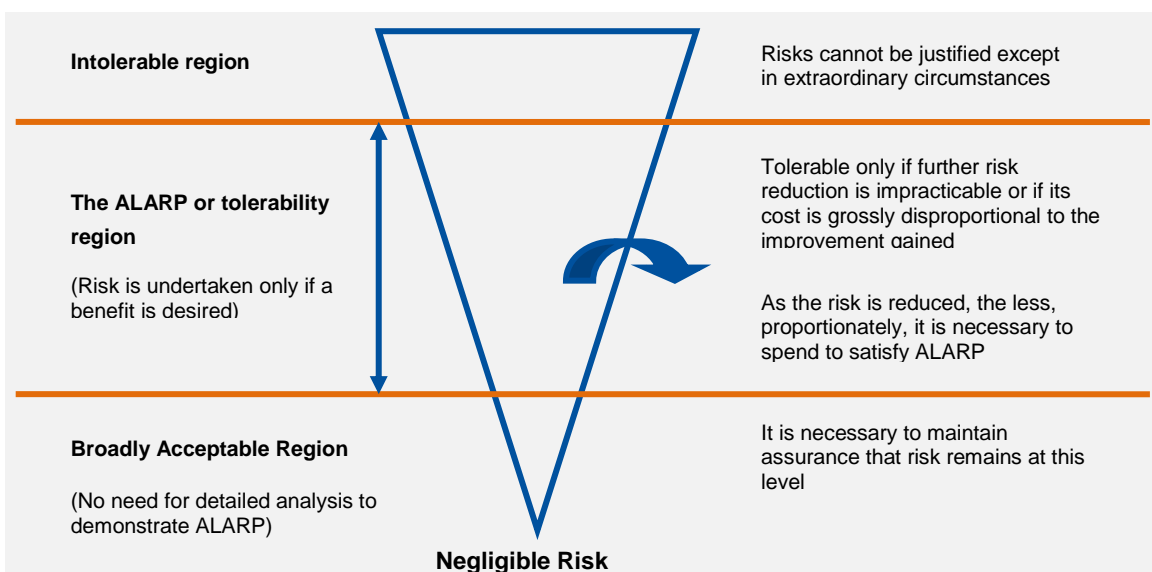 Intolerable region
Risks cannot be justified except
in extraordinary circumstances
The ALARP or tolerability
region
(Risk is undertaken only if a
benefit is desired)
Tolerable only if further risk
reduction is impracticable or if its
cost is grossly disproportional to the
improvement gained
As the risk is reduced, the less,
proportionately, it is necessary to
spend to satisfy ALARP
Broadly Acceptable Region
(No need for detailed analysis to
demonstrate ALARP)
It is necessary to maintain
assurance that risk remains at this
level
Negligible Risk